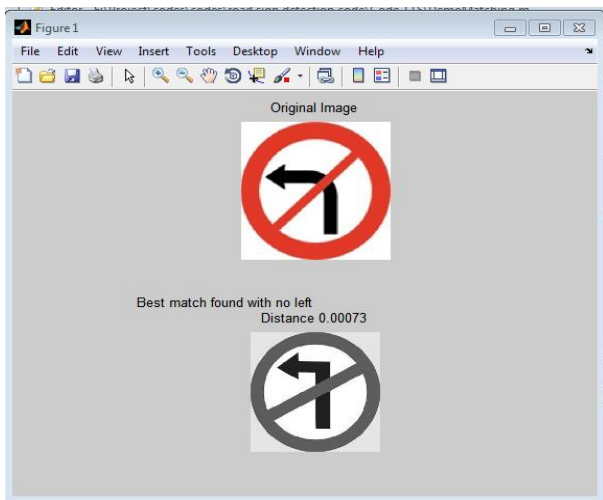 Figure 1
File Edit View Insert Tools Desktop Window Help
Original Image
Best match found with no left
Distance 0.00073